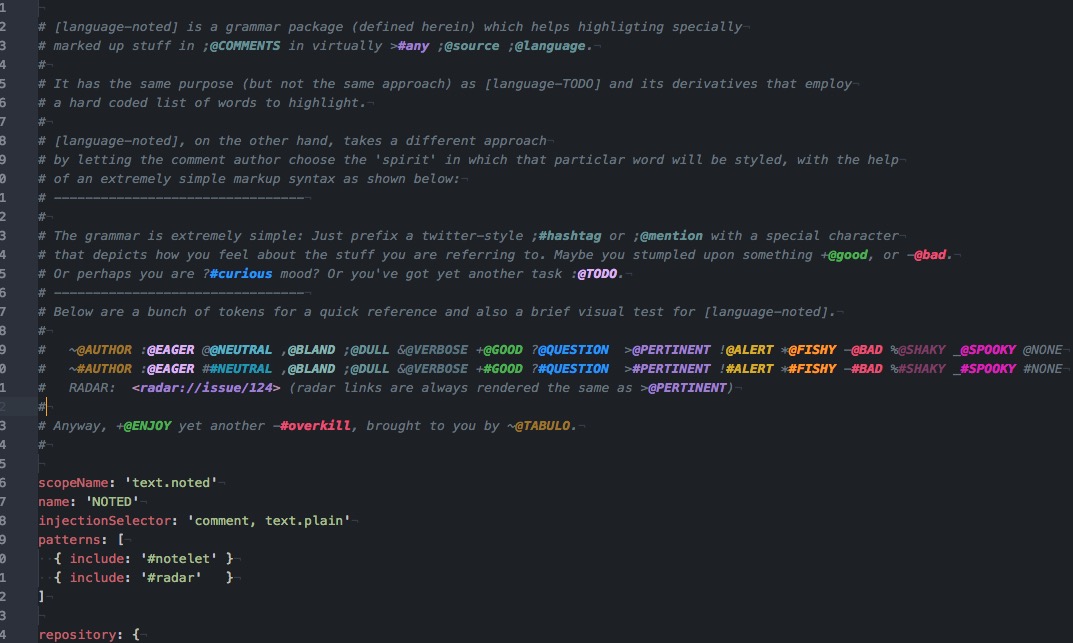 1
2 # [language-noted] is a grammar package (defined herein) which helps highligting specially
3 # marked up stuff in ;@COMMENTS in virtually >#any ;@source ;@language.
4 #
5 # It has the same purpose (but not the same approach) as [language-TODO] and its derivatives that employ
6 # a hard coded list of words to highlight.
7 #
8 # [language-noted], on the other hand, takes a different approach
9 # by letting the comment author choose the 'spirit' in which that particlar word will be styled, with the help
0 # of an extremely simple markup syntax as shown below:
1 # --------------------------------
2 #
3 # The grammar is extremely simple: Just prefix a twitter-style ;#hashtag or ;@mention with a special character
4 # that depicts how you feel about the stuff you are referring to. Maybe you stumpled upon something +@good, or -@bad.
5 # Or perhaps you are ?#curious mood? Or you've got yet another task :@TODO.
6 # --------------------------------
7 # Below are a bunch of tokens for a quick reference and also a brief visual test for [language-noted].
8 #
9 #   ~@AUTHOR :@EAGER @@NEUTRAL ,@BLAND ;@DULL &@VERBOSE +@GOOD ?@QUESTION  >@PERTINENT !@ALERT *@FISHY -@BAD %@SHAKY _@SPOOKY @NONE
0 #   ~#AUTHOR :@EAGER ##NEUTRAL ,@BLAND ;@DULL &@VERBOSE +#GOOD ?#QUESTION  >#PERTINENT !#ALERT *#FISHY -#BAD %#SHAKY _#SPOOKY #NONE
1 #   RADAR:  <radar://issue/124> (radar links are always rendered the same as >@PERTINENT)
2 #
3 # Anyway, +@ENJOY yet another -#overkill, brought to you by ~@TABULO.
4 #
5
6 scopeName: 'text.noted'
7 name: 'NOTED'
8 injectionSelector: 'comment, text.plain'
9 patterns: [
0   { include: '#notelet' }
1   { include: '#radar'   }
2 ]
3
4 repository: {